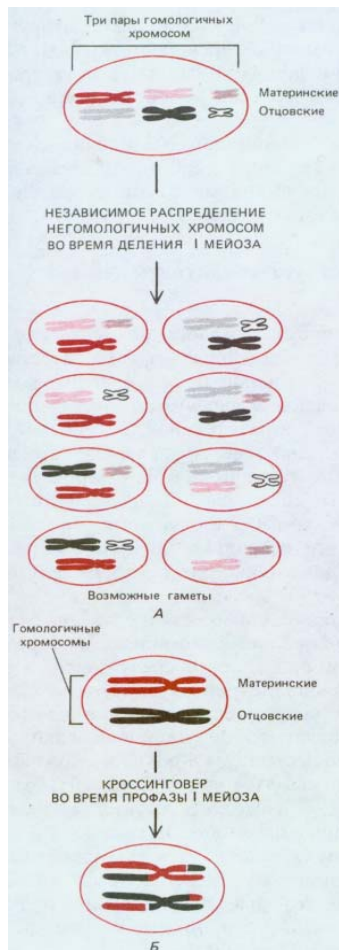 Три пары гомологичных
хромосом
Материнские
Отцовские
НЕЗАВИСИМОЕ РАСПРЕДЕЛЕНИЕ
НЕГОМОЛОГИЧНЫХ ХРОМОСОМ
ВО ВРЕМЯ ДЕЛЕНИЯ I МЕЙОЗА
Возможные гаметы
А
Гомологичные
хромосомы
Материнские
Отцовские
КРОССИНГОВЕР
ВО ВРЕМЯ ПРОФАЗЫ I МЕЙОЗА
Б